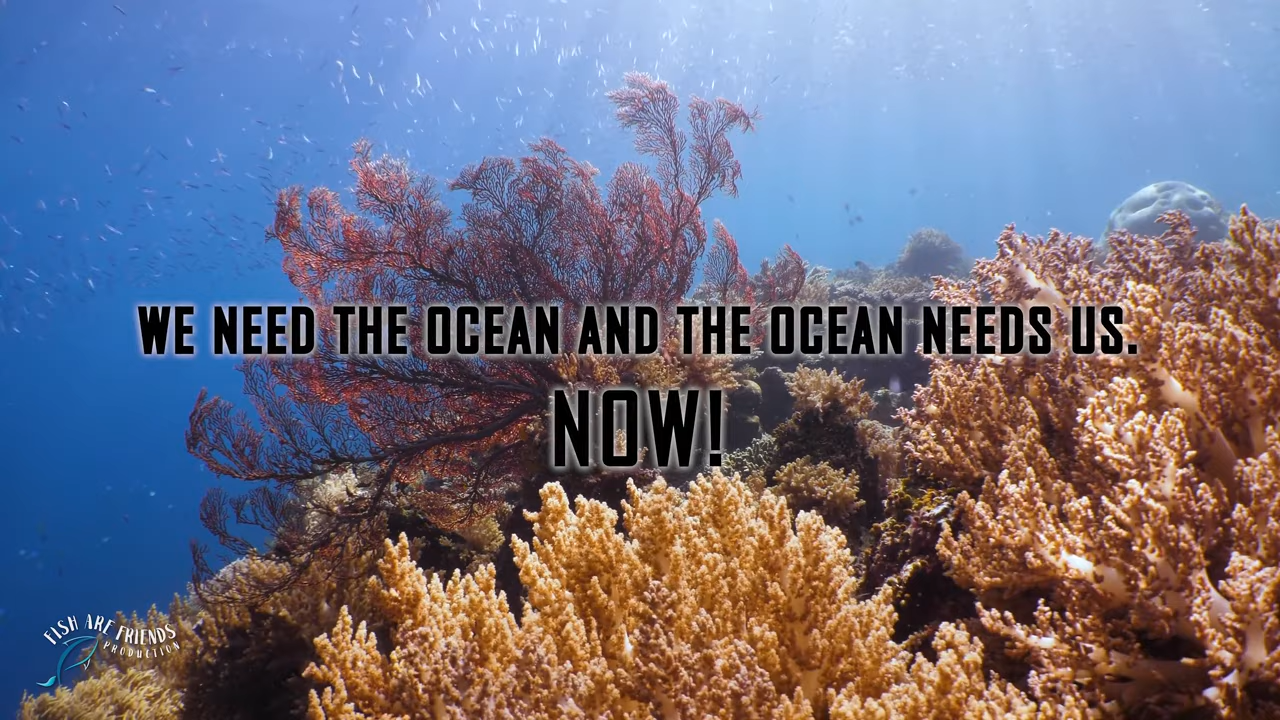 WE NEED THE OCEAN AND THE OCEAN NEEDS US.
NOW!
FISH ARE FRIENDS
PRODUCTION